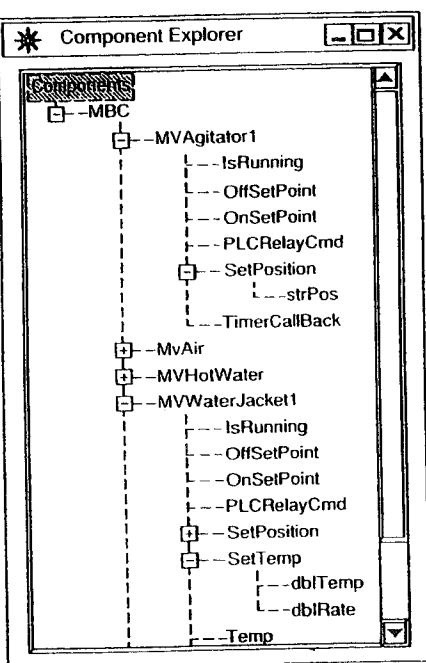 Component Explorer
Components
MBC
MVAgitator1
IsRunning
OffSetPoint
OnSetPoint
PLCRelayCmd
SetPosition
strPos
TimerCallBack
MvAir
MVHotWater
MVWaterJacket1
IsRunning
OffSetPoint
OnSetPoint
PLCRelayCmd
SetPosition
SetTemp
dblTemp
dblRate
Temp